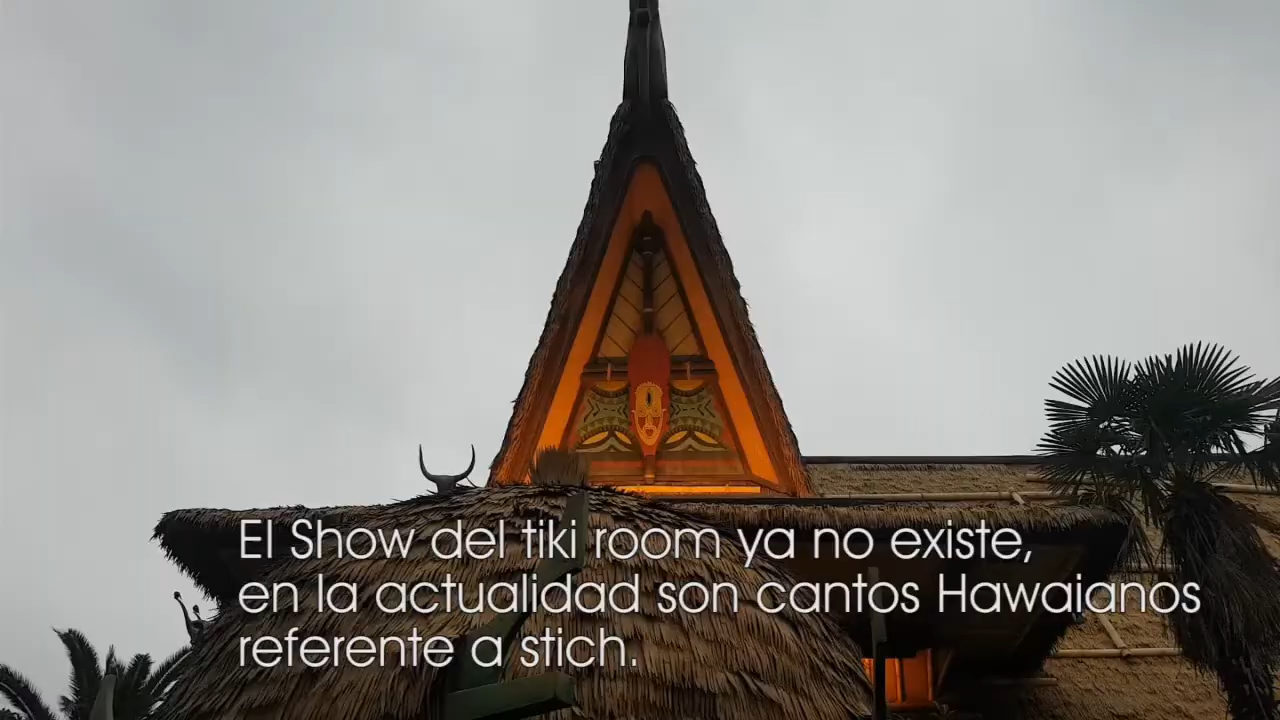 El Show del tiki room ya no existe,
en la actualidad son cantos Hawaianos
referente a stich.